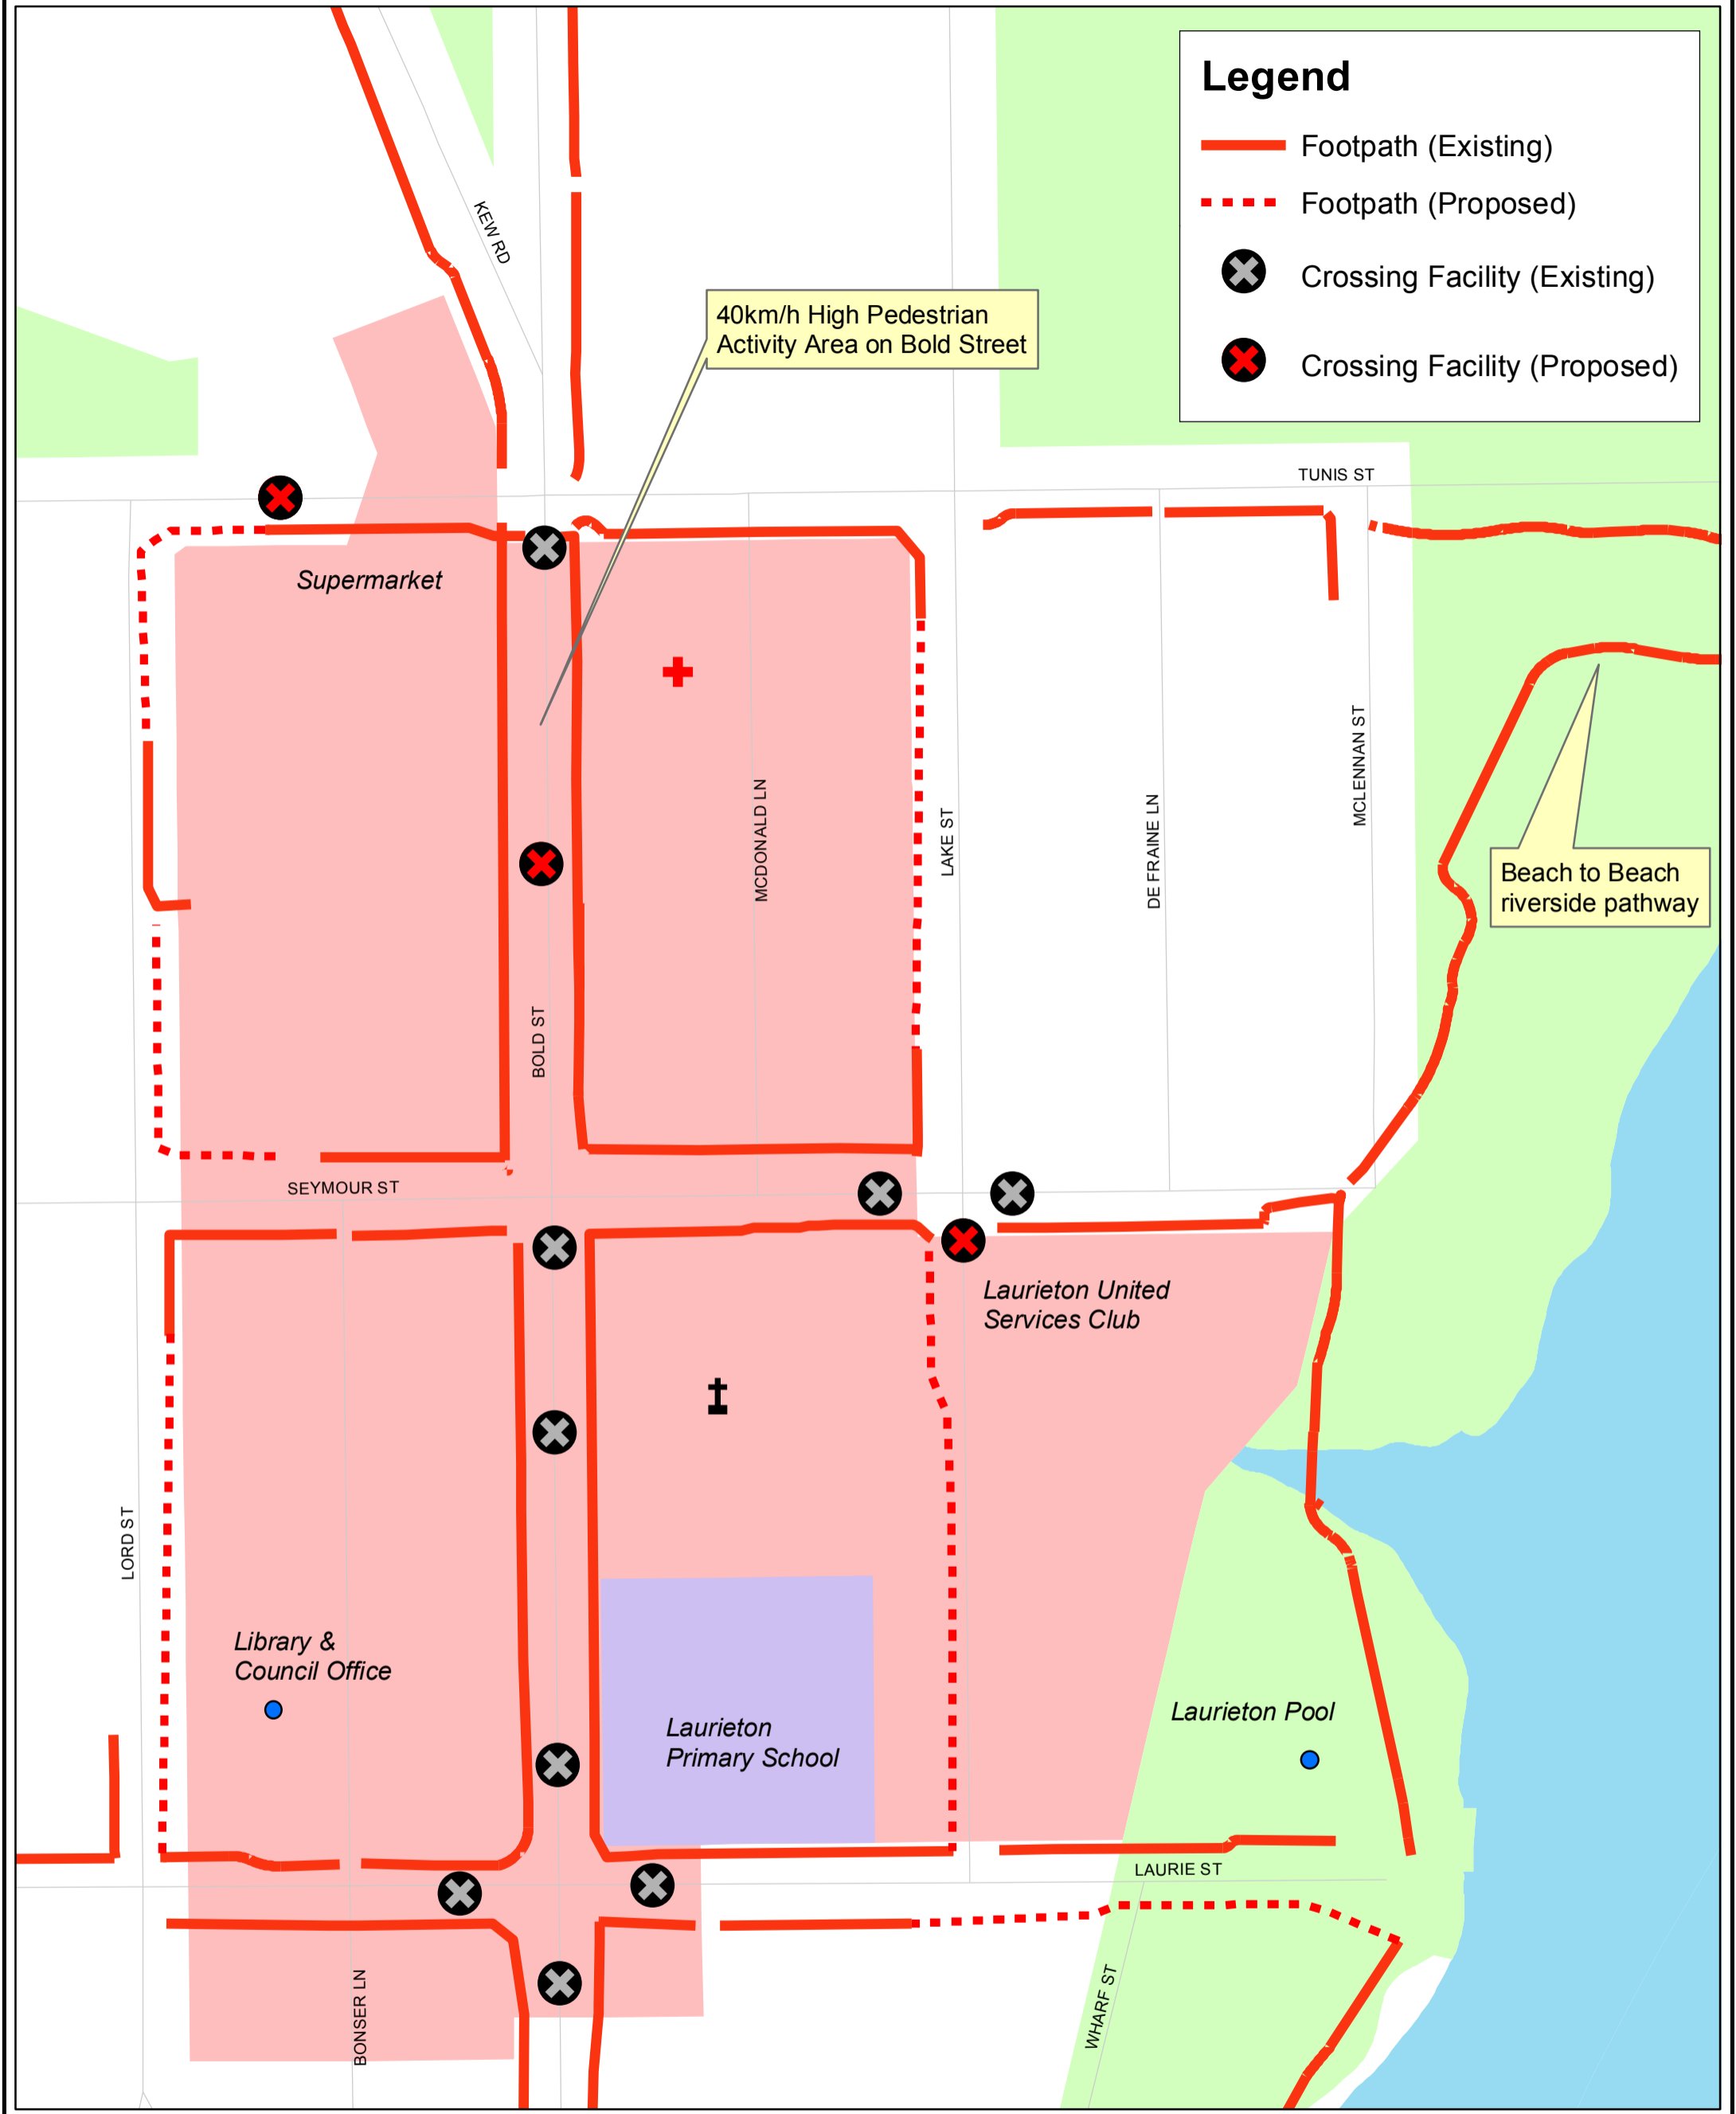 Legend
Footpath (Existing)
Footpath (Proposed)
Crossing Facility (Existing)
Crossing Facility (Proposed)
KEW RD
40km/h High Pedestrian
Activity Area on Bold Street
TUNIS ST
Supermarket
MCDONALD LN
LAKE ST
DE FRAINE LN
MCLENNAN ST
Beach to Beach
riverside pathway
BOLD ST
SEYMOUR ST
Laurieton United
Services Club
LORD ST
Library &
Council Office
Laurieton
Primary School
Laurieton Pool
LAURIE ST
BONSER LN
WHARF ST